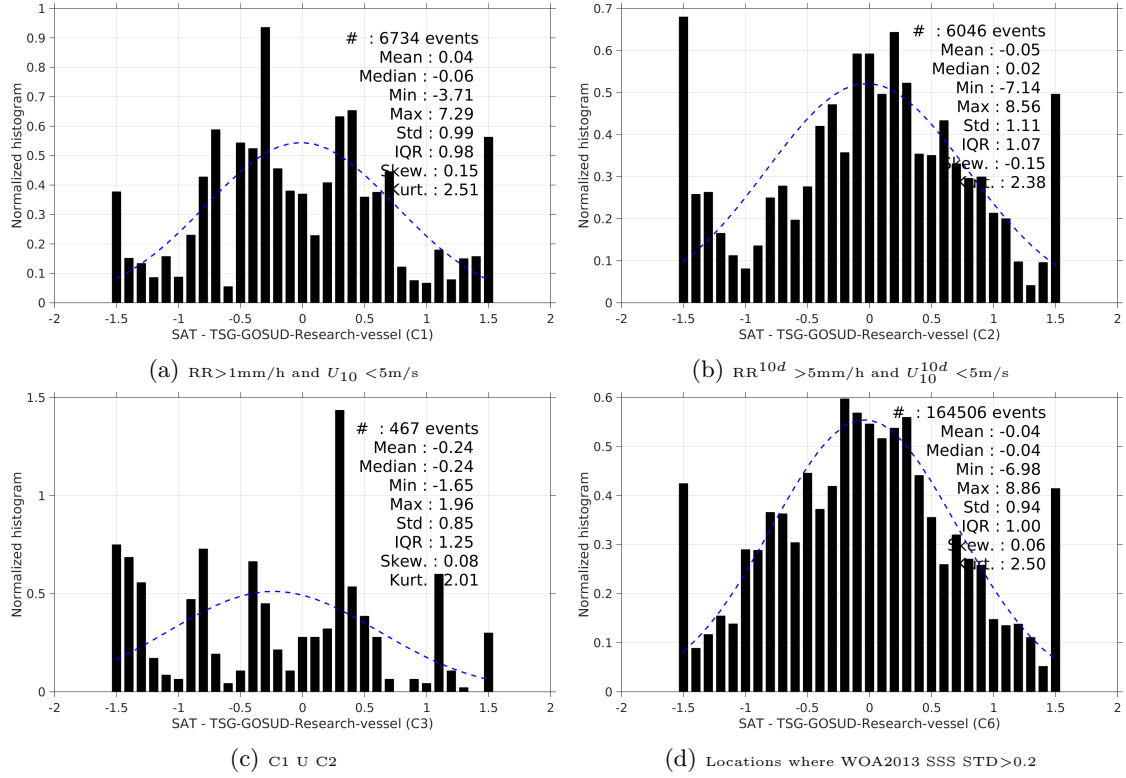 1
0.9
0.8
0.7
0.6
0.5
0.4
0.3
0.2
0.1
0
Normalized histogram
# : 6734 events
Mean : 0.04
Median : -0.06
Min : -3.71
Max : 7.29
Std : 0.99
IQR : 0.98
Skew. : 0.15
Kurt. : 2.51
-2 -1.5 -1 -0.5 0 0.5 1 1.5 2
SAT - TSG-GOSUD-Research-vessel (C1)
(a) RR>1mm/h and U10 <5m/s
0.7
0.6
0.5
0.4
0.3
0.2
0.1
0
Normalized histogram
# : 6046 events
Mean : -0.05
Median : 0.02
Min : -7.14
Max : 8.56
Std : 1.11
IQR : 1.07
Skew. : -0.15
Kurt. : 2.38
-2 -1.5 -1 -0.5 0 0.5 1 1.5 2
SAT - TSG-GOSUD-Research-vessel (C2)
(b) RR10d >5mm/h and U10d10 <5m/s
1.5
1
0.5
0
Normalized histogram
# : 467 events
Mean : -0.24
Median : -0.24
Min : -1.65
Max : 1.96
Std : 0.85
IQR : 1.25
Skew. : 0.08
Kurt. : 2.01
-2 -1.5 -1 -0.5 0 0.5 1 1.5 2
SAT - TSG-GOSUD-Research-vessel (C3)
(c) C1 U C2
0.6
0.5
0.4
0.3
0.2
0.1
0
Normalized histogram
# : 164506 events
Mean : -0.04
Median : -0.04
Min : -6.98
Max : 8.86
Std : 0.94
IQR : 1.00
Skew. : 0.06
Kurt. : 2.50
-2 -1.5 -1 -0.5 0 0.5 1 1.5 2
SAT - TSG-GOSUD-Research-vessel (C6)
(d) Locations where WOA2013 SSS STD>0.2